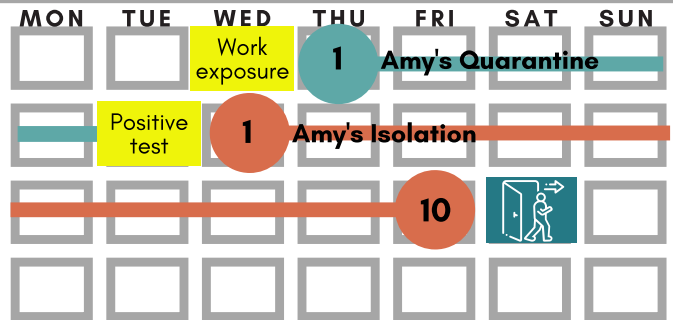 MON TUE WED THU FRI SAT SUN
Work
exposure
1
Amy's Quarantine
Positive
test
1
Amy's Isolation
10